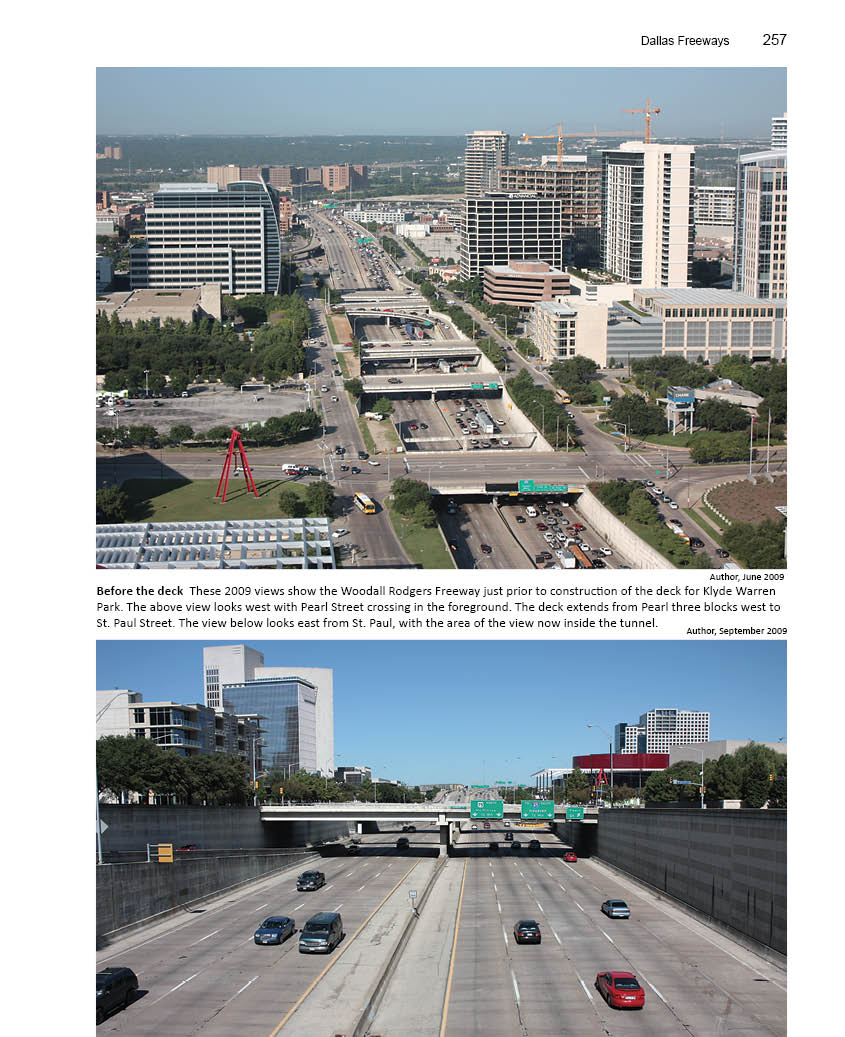 Dallas Freeways 257
Author, June 2009
Before the deck These 2009 views show the Woodall Rodgers Freeway just prior to construction of the deck for Klyde Warren
Park. The above view looks west with Pearl Street crossing in the foreground. The deck extends from Pearl three blocks west to
St. Paul Street. The view below looks east from St. Paul, with the area of the view now inside the tunnel.
Author, September 2009